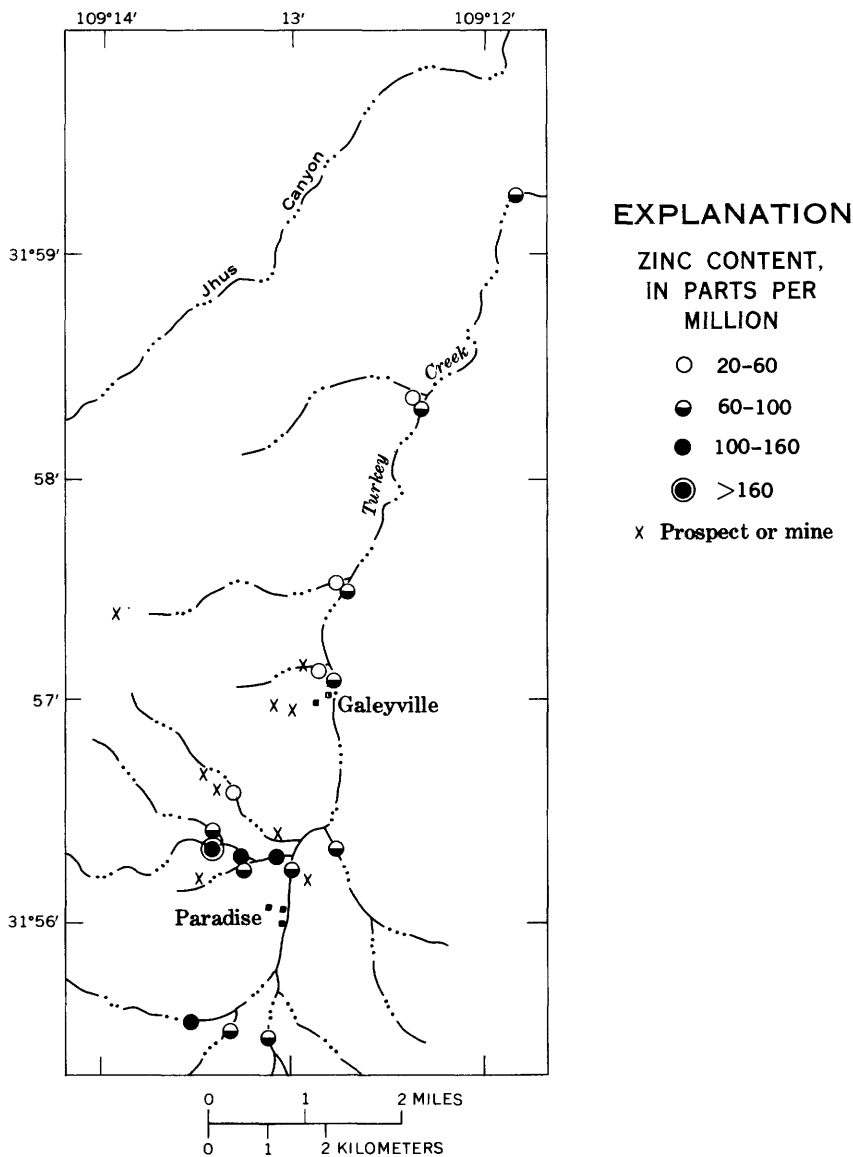 109°14′ 13′ 109°12′
Canyon
Jhus
31°59′
Creek
58′
Turkey
57′
Galeyville
Paradise
31°56′
0 1 2 MILES
0 1 2 KILOMETERS
EXPLANATION
ZINC CONTENT,
IN PARTS PER
MILLION
20–60
60–100
100–160
>160
x Prospect or mine